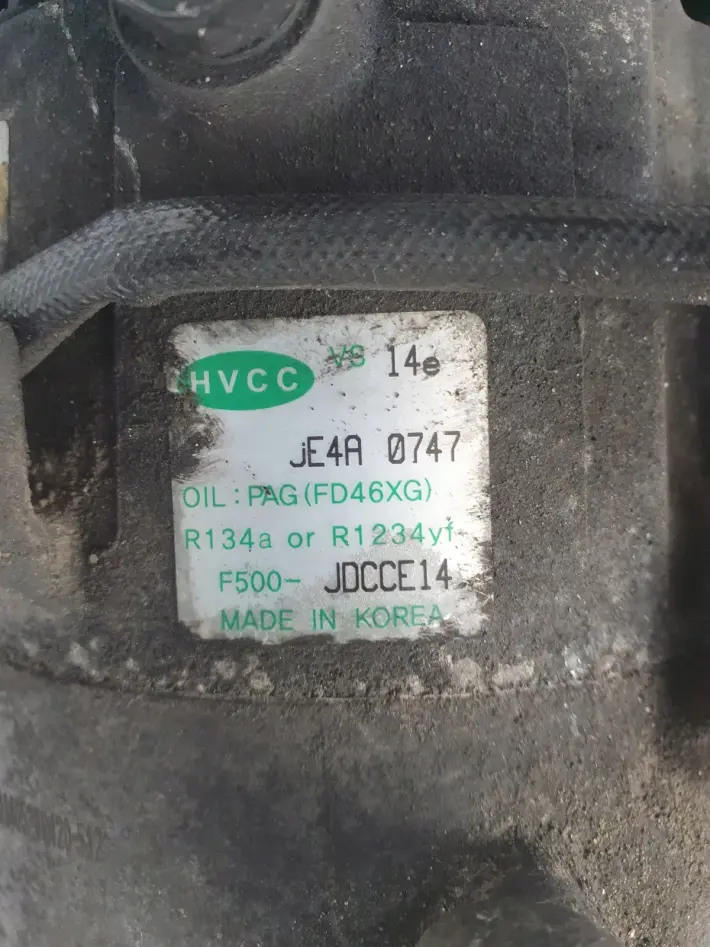 HVCC VS 14e
jE4A 0747
OIL : PAG (FD46XG)
R134a or R1234yf
F500- JDCCE14
MADE IN KOREA